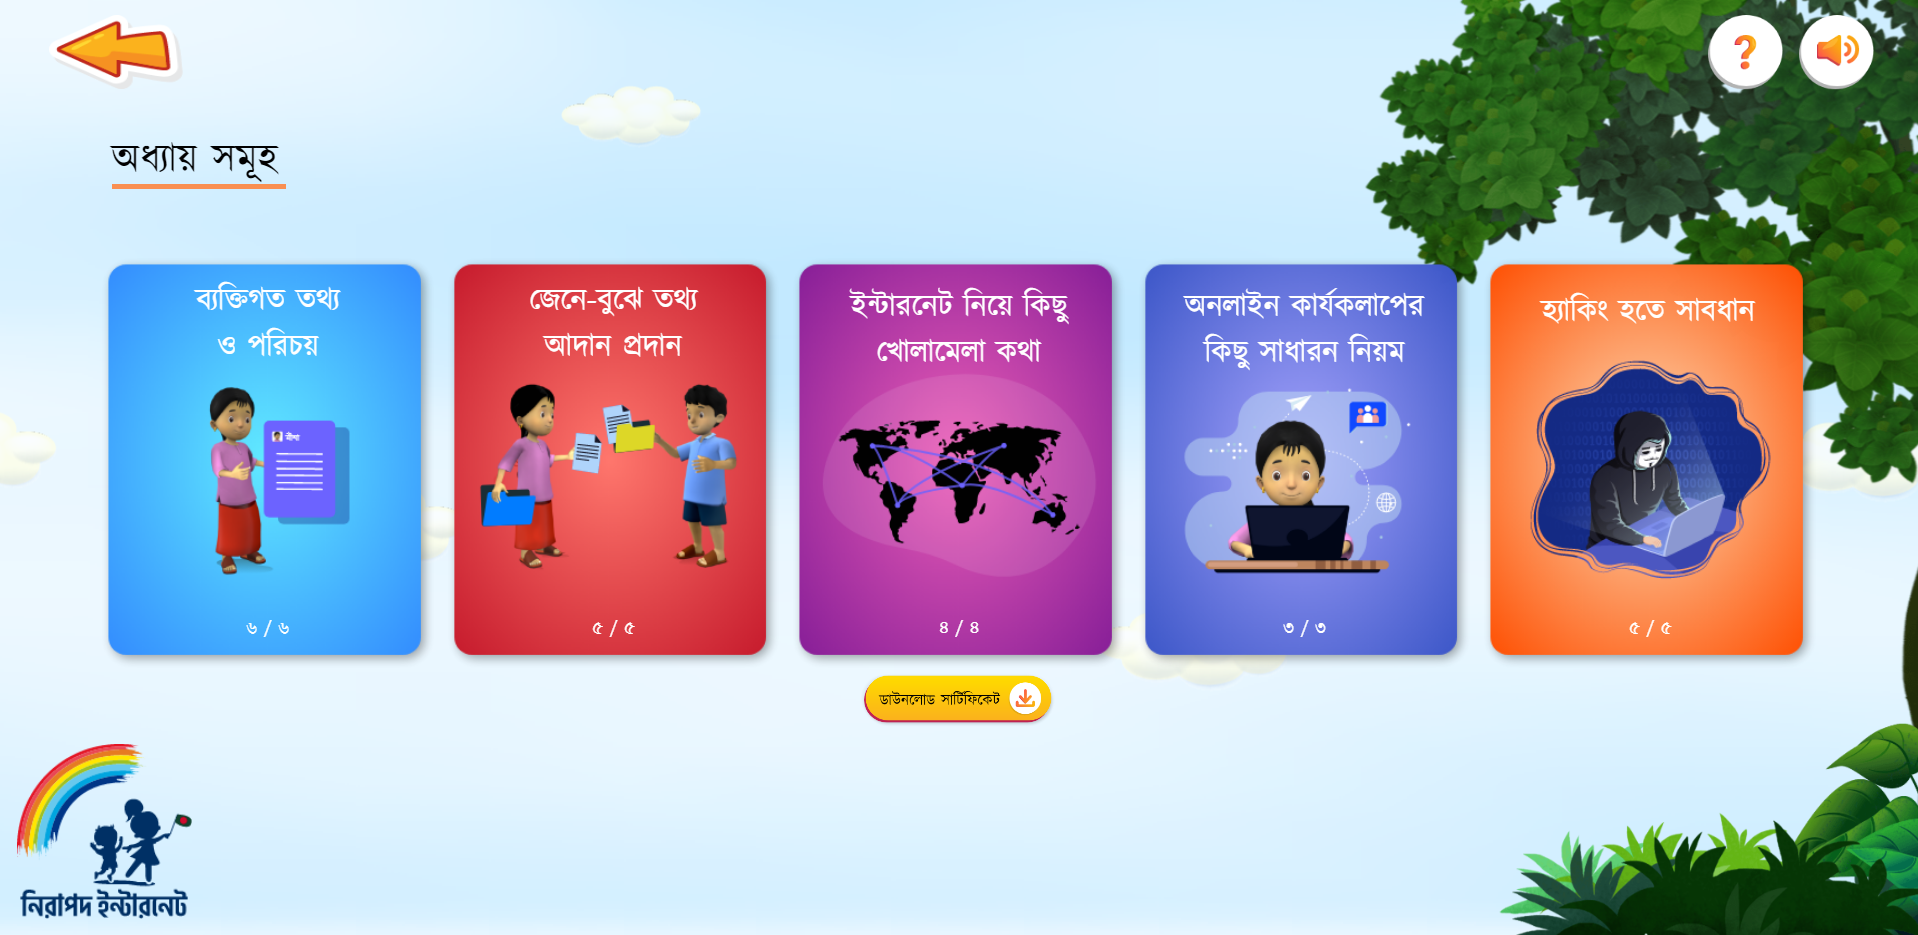 অধ্যায় সমূহ
ব্যক্তিগত তথ্য
ও পরিচয়
মীনা
৬ / ৬
জেনে-বুঝে তথ্য
আদান প্রদান
৫ / ৫
ইন্টারনেট নিয়ে কিছু
খোলামেলা কথা
৪ / ৪
অনলাইন কার্যকলাপের
কিছু সাধারন নিয়ম
৩ / ৩
হ্যাকিং হতে সাবধান
৫ / ৫
ডাউনলোড সার্টিফিকেট
নিরাপদ ইন্টারনেট